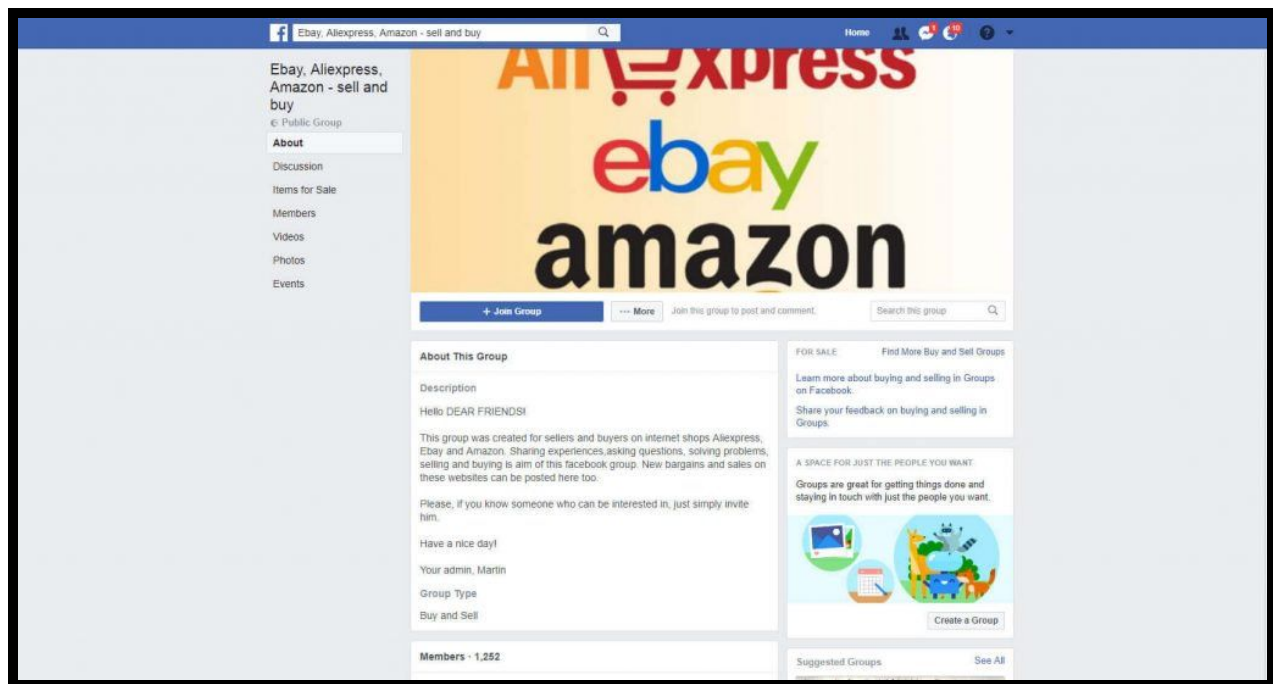 Ebay, Aliexpress, Amazon - sell and buy
Home
1
10
Ebay, Aliexpress,
Amazon - sell and
buy
Public Group
About
Discussion
Items for Sale
Members
Videos
Photos
Events
AliExpress
ebay
amazon
+ Join Group
••• More
Join this group to post and comment.
Search this group
About This Group
Description
Hello DEAR FRIENDS!
This group was created for sellers and buyers on internet shops Aliexpress,
Ebay and Amazon. Sharing experiences,asking questions, solving problems,
selling and buying is aim of this facebook group. New bargains and sales on
these websites can be posted here too.
Please, if you know someone who can be interested in, just simply invite
him.
Have a nice day!
Your admin, Martin
Group Type
Buy and Sell
Members · 1,252
FOR SALE
Find More Buy and Sell Groups
Learn more about buying and selling in Groups
on Facebook.
Share your feedback on buying and selling in
Groups.
A SPACE FOR JUST THE PEOPLE YOU WANT
Groups are great for getting things done and
staying in touch with just the people you want.
Create a Group
Suggested Groups
See All